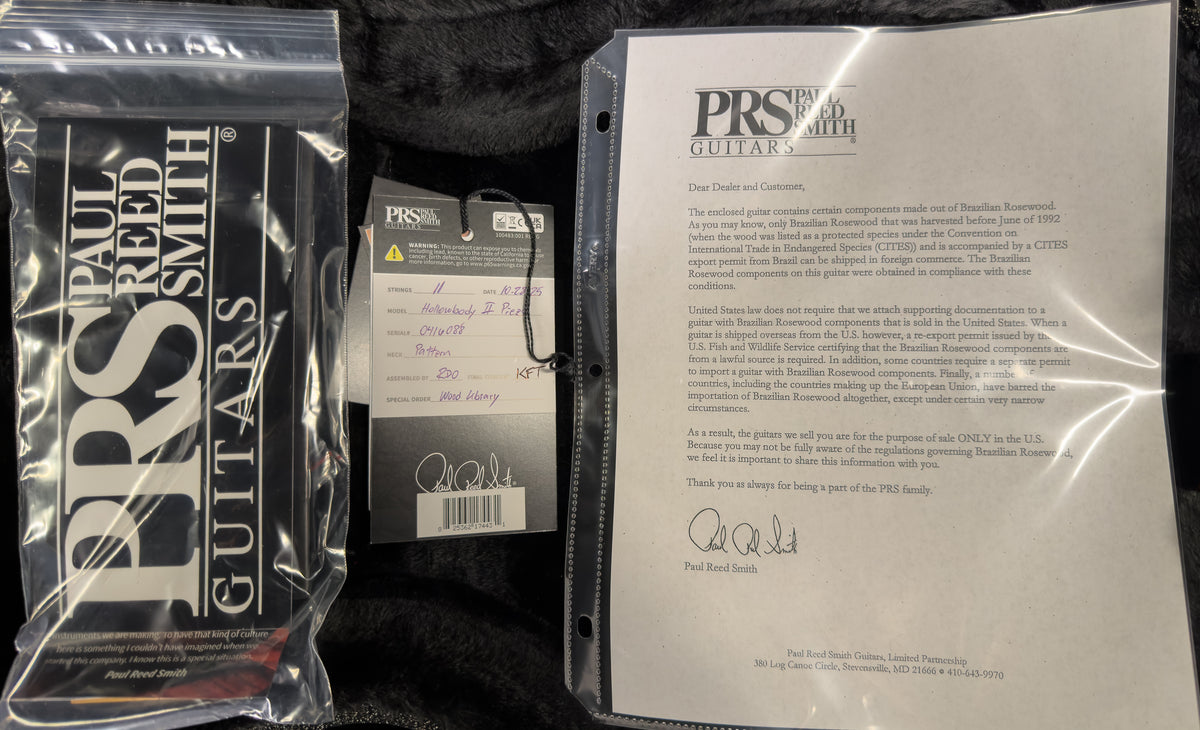 PRS PAUL
REED
SMITH
®
GUITARS
instruments we are making. To have that kind of culture
here is something I couldn't have imagined when we
started this company. I know this is a special situation.
Paul Reed Smith
PRS PAUL
REED
SMITH
GUITARS
100483:001
WARNING: This product can expose you to
including lead, known to the state of California to
cancer, birth defects, or other reproductive harm.
more information, go to www.p65warnings.ca
STRINGS 11 DATE 10-22-25
MODEL Hollowbody II Piezo
SERIAL# 0416088
NECK Pattern
ASSEMBLED BY KFT
SPECIAL ORDER Wood Library
Paul Reed Smith
0 25362 17443 1
PRS PAUL
REED
SMITH
®
GUITARS
Dear Dealer and Customer,
The enclosed guitar contains certain components made out of Brazilian Rosewood.
As you may know, only Brazilian Rosewood that was harvested before June of 1992
(when the wood was listed as a protected species under the Convention on
International Trade in Endangered Species (CITES)) and is accompanied by a CITES
export permit from Brazil can be shipped in foreign commerce. The Brazilian
Rosewood components on this guitar were obtained in compliance with these
conditions.
United States law does not require that we attach supporting documentation to a
guitar with Brazilian Rosewood components that is sold in the United States. When a
guitar is shipped overseas from the U.S. however, a re-export permit issued by the
U.S. Fish and Wildlife Service certifying that the Brazilian Rosewood components are
from a lawful source is required. In addition, some countries require a separate permit
to import a guitar with Brazilian Rosewood components. Finally, a number of
countries, including the countries making up the European Union, have barred the
importation of Brazilian Rosewood altogether, except under certain very narrow
circumstances.
As a result, the guitars we sell you are for the purpose of sale ONLY in the U.S.
Because you may not be fully aware of the regulations governing Brazilian Rosewood,
we feel it is important to share this information with you.
Thank you as always for being a part of the PRS family.
Paul Reed Smith
Paul Reed Smith
Paul Reed Smith Guitars, Limited Partnership
380 Log Canoe Circle, Stevensville, MD 21666 • 410-643-9970